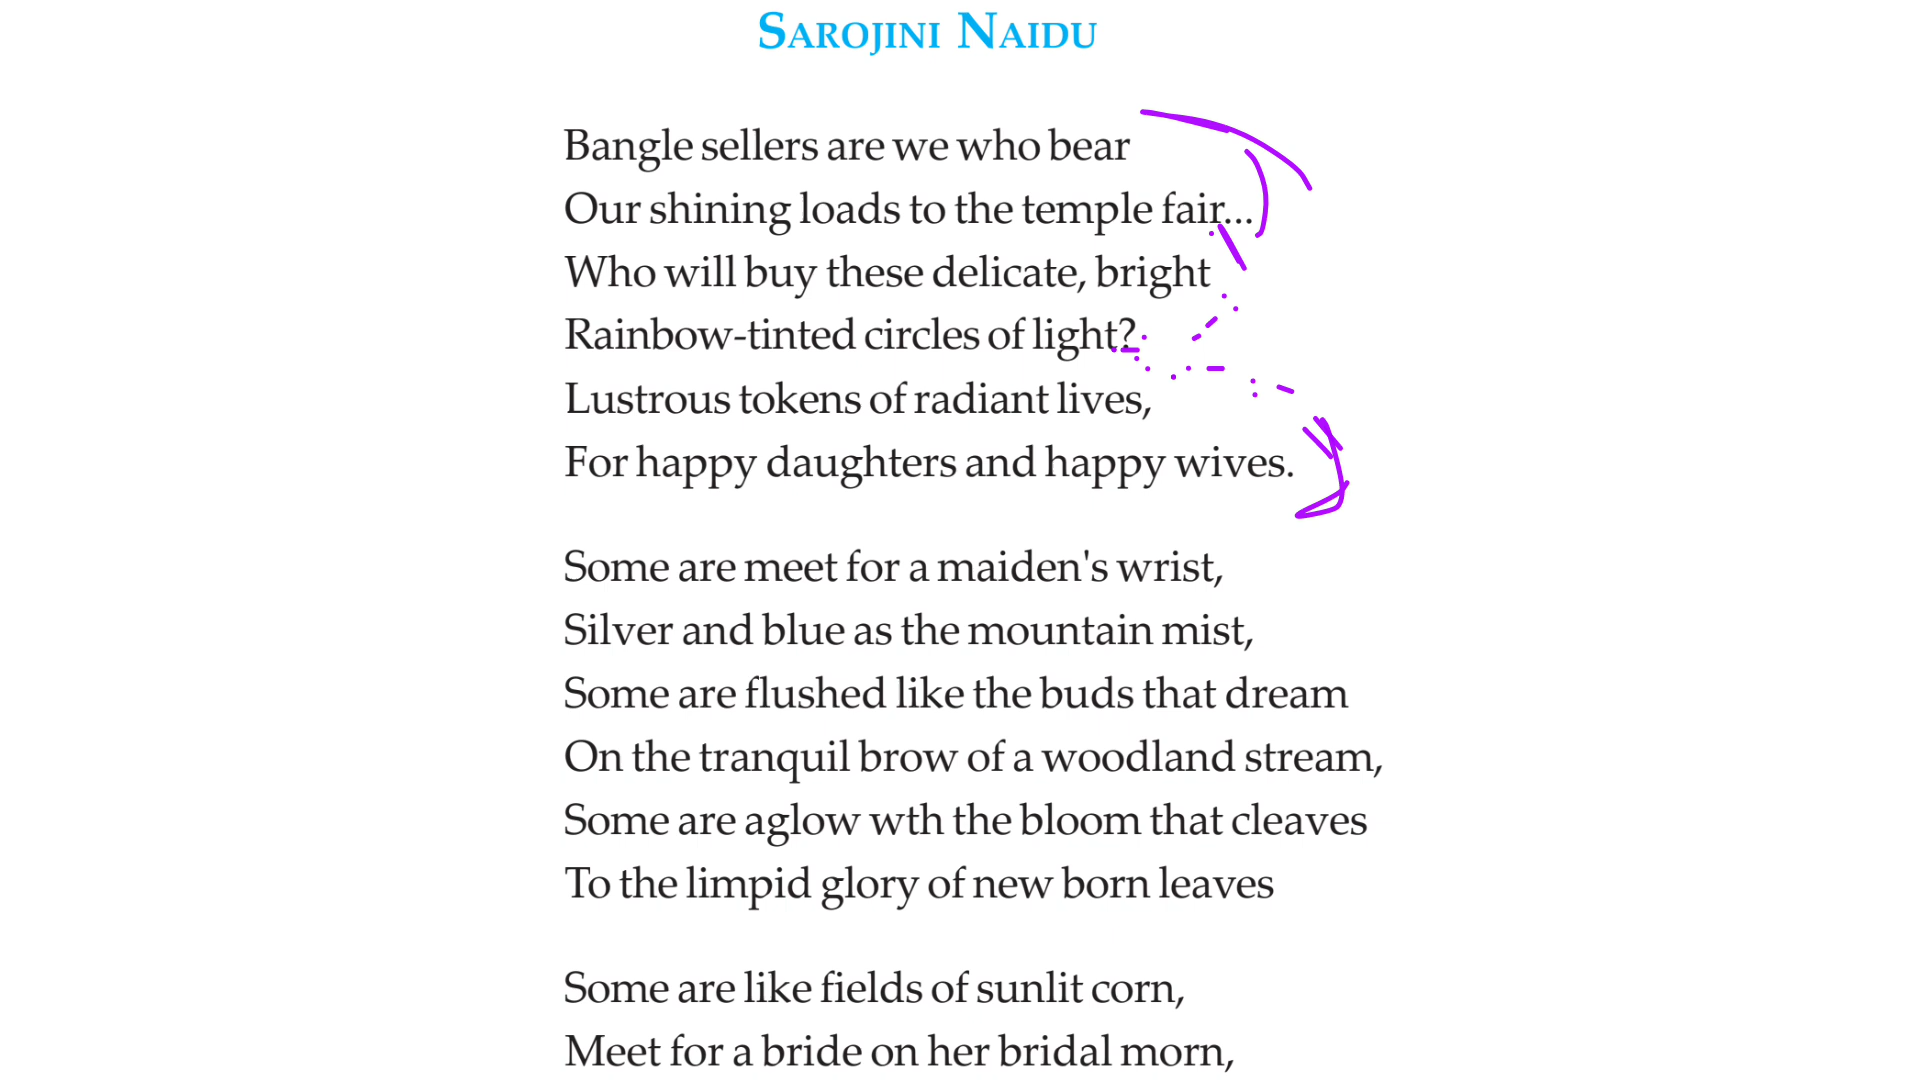 SAROJINI NAIDU
Bangle sellers are we who bear
Our shining loads to the temple fair...
Who will buy these delicate, bright
Rainbow-tinted circles of light?
Lustrous tokens of radiant lives,
For happy daughters and happy wives.
Some are meet for a maiden's wrist,
Silver and blue as the mountain mist,
Some are flushed like the buds that dream
On the tranquil brow of a woodland stream,
Some are aglow wth the bloom that cleaves
To the limpid glory of new born leaves
Some are like fields of sunlit corn,
Meet for a bride on her bridal morn,